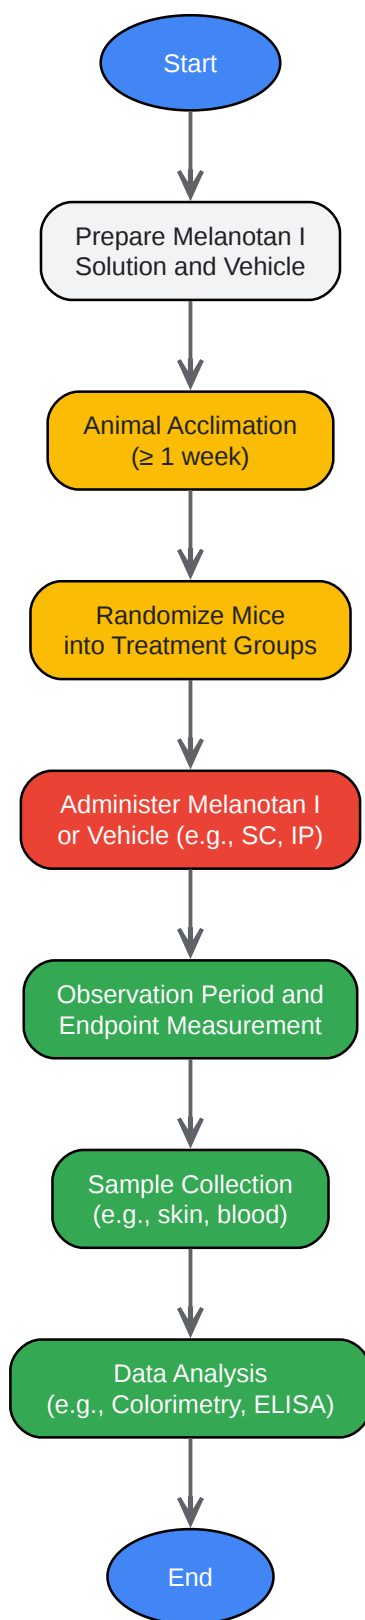 Start
Prepare Melanotan I
Solution and Vehicle
Animal Acclimation
(≥ 1 week)
Randomize Mice
into Treatment Groups
Administer Melanotan I
or Vehicle (e.g., SC, IP)
Observation Period and
Endpoint Measurement
Sample Collection
(e.g., skin, blood)
Data Analysis
(e.g., Colorimetry, ELISA)
End